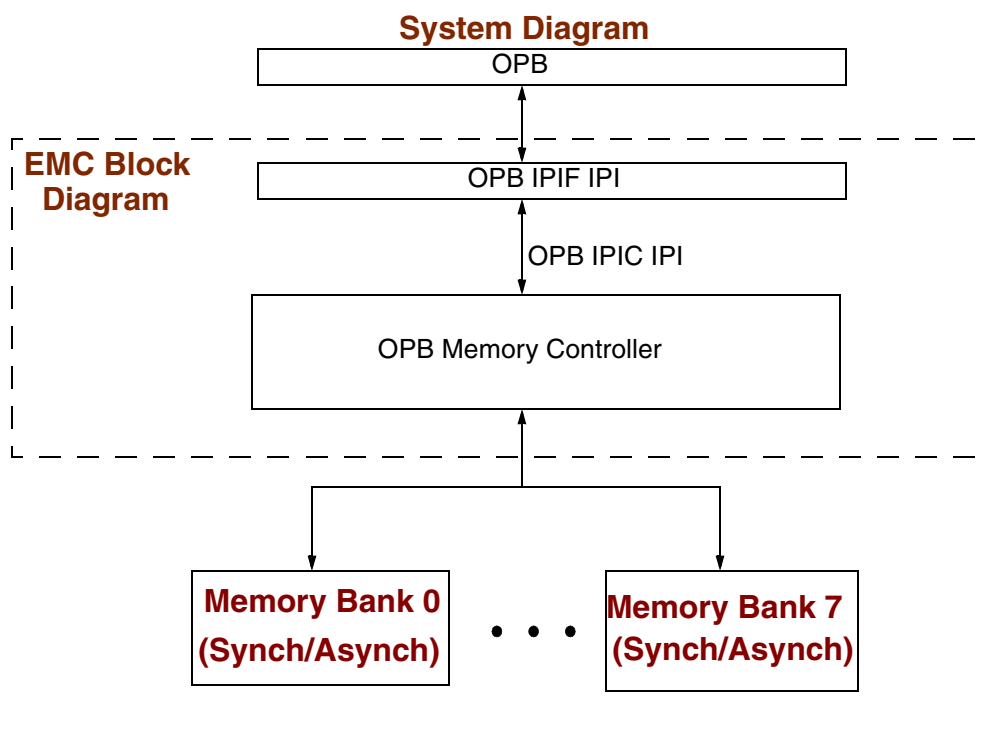 System Diagram
OPB
EMC Block
Diagram
OPB IPIF IPI
OPB IPIC IPI
OPB Memory Controller
Memory Bank 0
(Synch/Asynch)
Memory Bank 7
(Synch/Asynch)